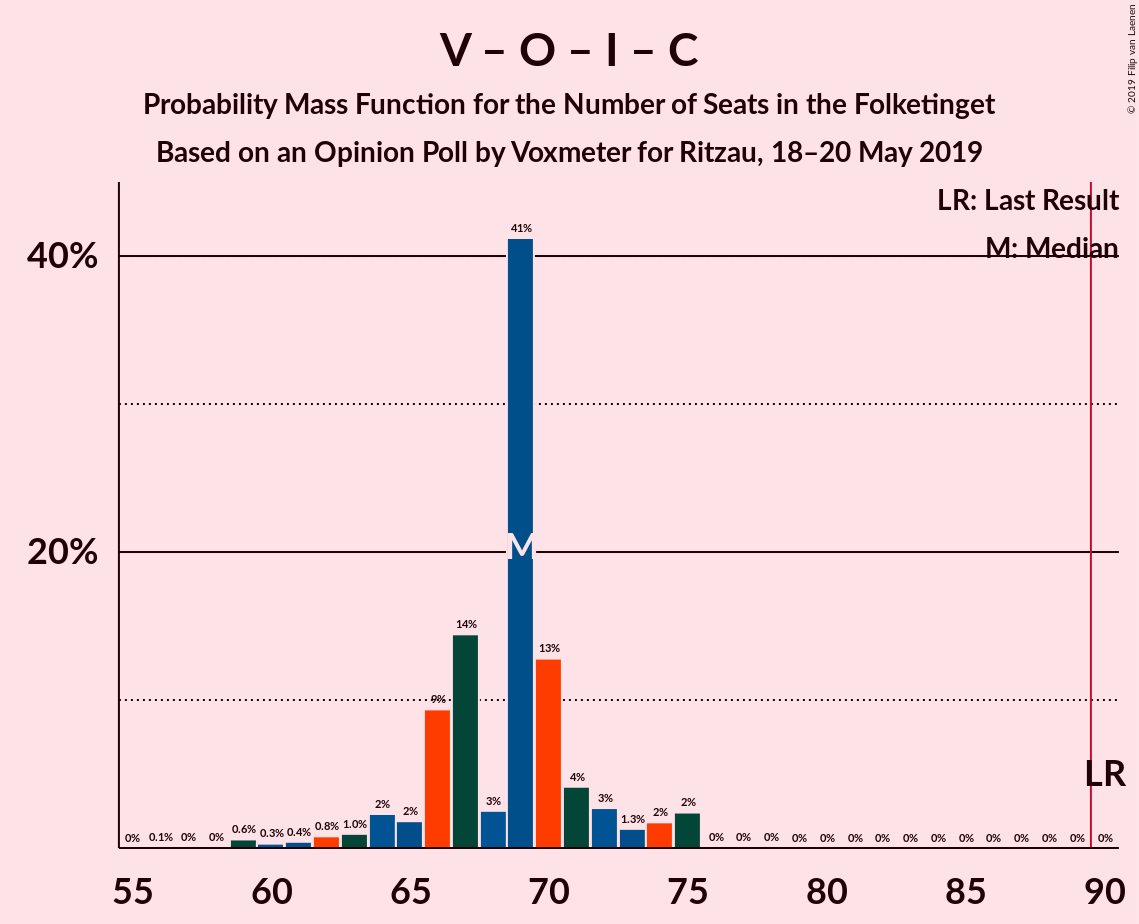 V – O – I – C
Probability Mass Function for the Number of Seats in the Folketinget
Based on an Opinion Poll by Voxmeter for Ritzau, 18–20 May 2019
© 2019 Filip van Laenen
LR: Last Result
M: Median
40%
20%
41%
M
14%
13%
9%
4%
3%
3%
2%
2%
2%
2%
1.3%
1.0%
0.8%
0.6%
0.4%
0.3%
0% 0.1% 0% 0%
0% 0% 0% 0% 0% 0% 0% 0% 0% 0% 0% 0% 0% 0% 0%
LR
55 60 65 70 75 80 85 90